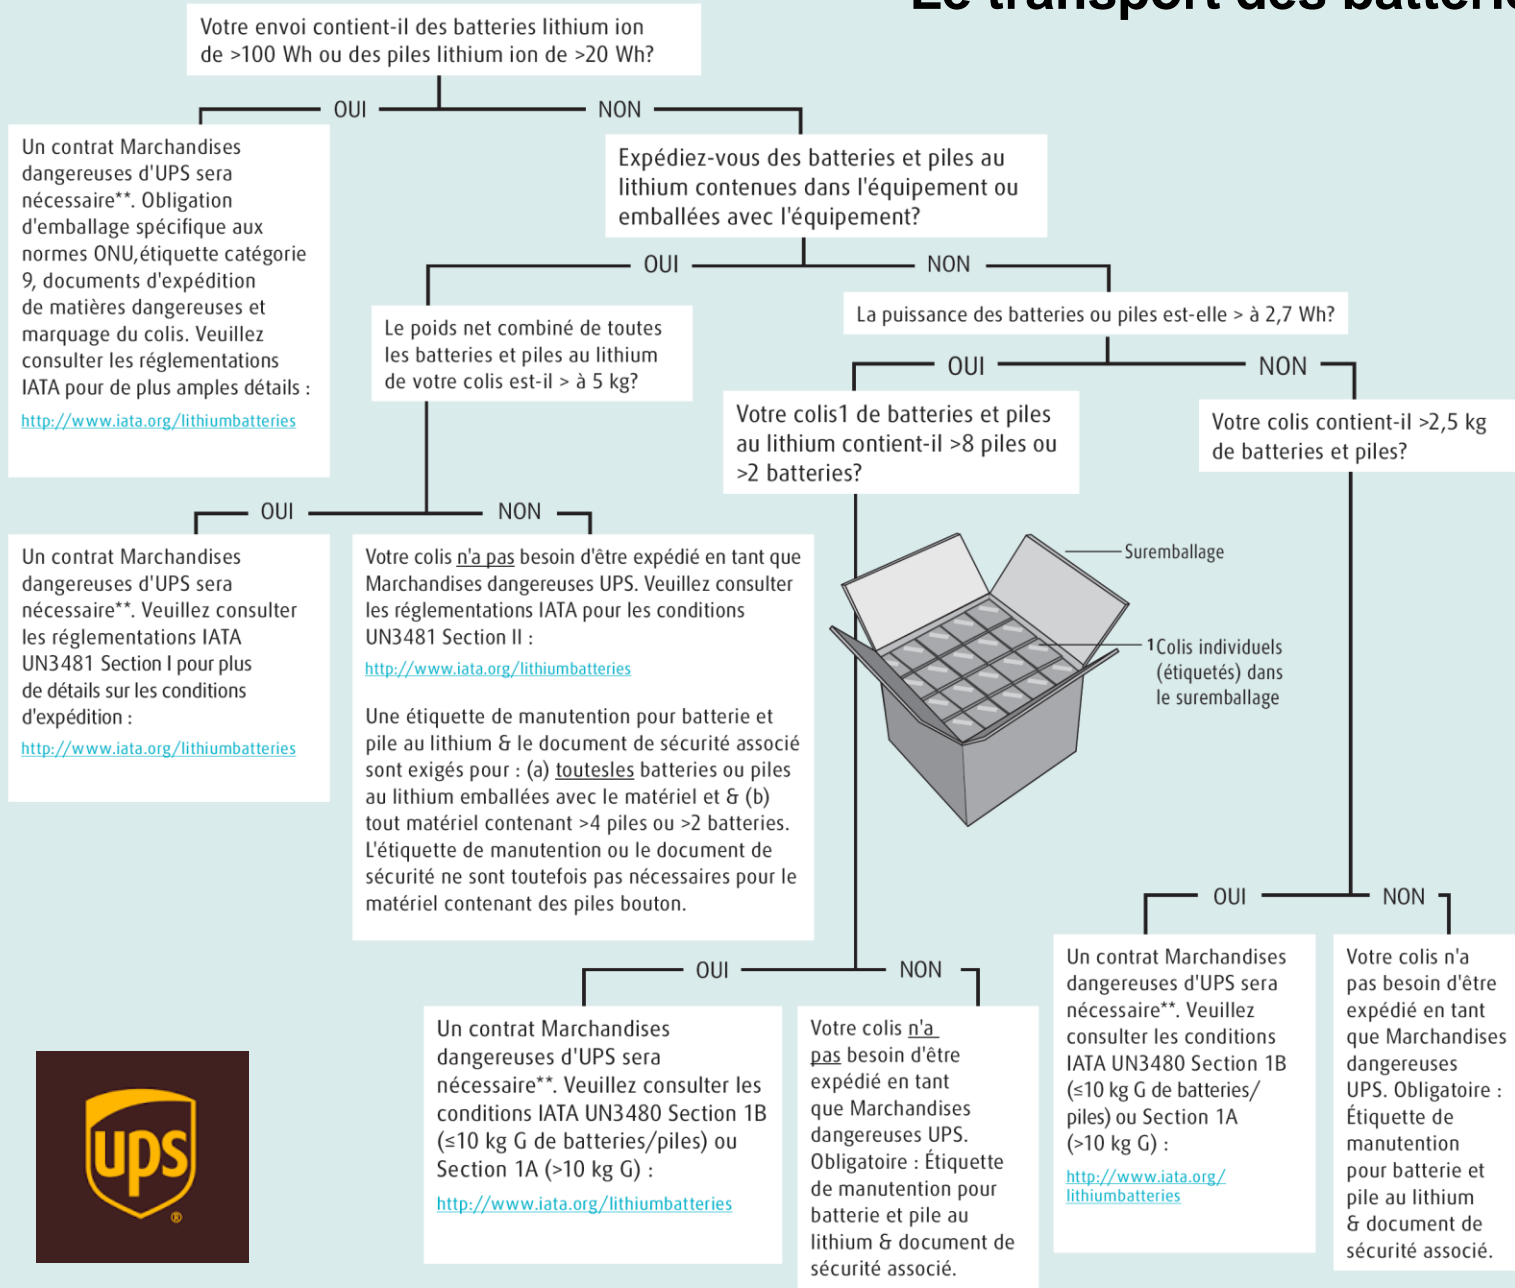 Le transport des batterie
Votre envoi contient-il des batteries lithium ion
de >100 Wh ou des piles lithium ion de >20 Wh?
OUI
NON
Un contrat Marchandises
dangereuses d'UPS sera
nécessaire**. Obligation
d'emballage spécifique aux
normes ONU,étiquette catégorie
9, documents d'expédition
de matières dangereuses et
marquage du colis. Veuillez
consulter les réglementations
IATA pour de plus amples détails :
http://www.iata.org/lithiumbatteries
Expédiez-vous des batteries et piles au
lithium contenues dans l'équipement ou
emballées avec l'équipement?
OUI
NON
Le poids net combiné de toutes
les batteries et piles au lithium
de votre colis est-il > à 5 kg?
La puissance des batteries ou piles est-elle > à 2,7 Wh?
OUI
NON
Votre colis1 de batteries et piles
au lithium contient-il >8 piles ou
>2 batteries?
Votre colis contient-il >2,5 kg
de batteries et piles?
OUI
NON
Un contrat Marchandises
dangereuses d'UPS sera
nécessaire**. Veuillez consulter
les réglementations IATA
UN3481 Section I pour plus
de détails sur les conditions
d'expédition :
http://www.iata.org/lithiumbatteries
Votre colis n'a pas besoin d'être expédié en tant que
Marchandises dangereuses UPS. Veuillez consulter
les réglementations IATA pour les conditions
UN3481 Section II :
http://www.iata.org/lithiumbatteries
Une étiquette de manutention pour batterie et
pile au lithium & le document de sécurité associé
sont exigés pour : (a) toutesles batteries ou piles
au lithium emballées avec le matériel et & (b)
tout matériel contenant >4 piles ou >2 batteries.
L'étiquette de manutention ou le document de
sécurité ne sont toutefois pas nécessaires pour le
matériel contenant des piles bouton.
Suremballage
1Colis individuels
(étiquetés) dans
le suremballage
OUI
NON
Un contrat Marchandises
dangereuses d'UPS sera
nécessaire**. Veuillez consulter les
conditions IATA UN3480 Section 1B
(≤10 kg G de batteries/piles) ou
Section 1A (>10 kg G) :
http://www.iata.org/lithiumbatteries
Votre colis n'a
pas besoin d'être
expédié en tant
que Marchandises
dangereuses UPS.
Obligatoire : Étiquette
de manutention pour
batterie et pile au
lithium & document de
sécurité associé.
OUI
NON
Un contrat Marchandises
dangereuses d'UPS sera
nécessaire**. Veuillez
consulter les conditions
IATA UN3480 Section 1B
(≤10 kg G de batteries/
piles) ou Section 1A
(>10 kg G) :
http://www.iata.org/
lithiumbatteries
Votre colis n'a
pas besoin d'être
expédié en tant
que Marchandises
dangereuses
UPS. Obligatoire :
Étiquette de
manutention
pour batterie et
pile au lithium
& document de
sécurité associé.
ups
®